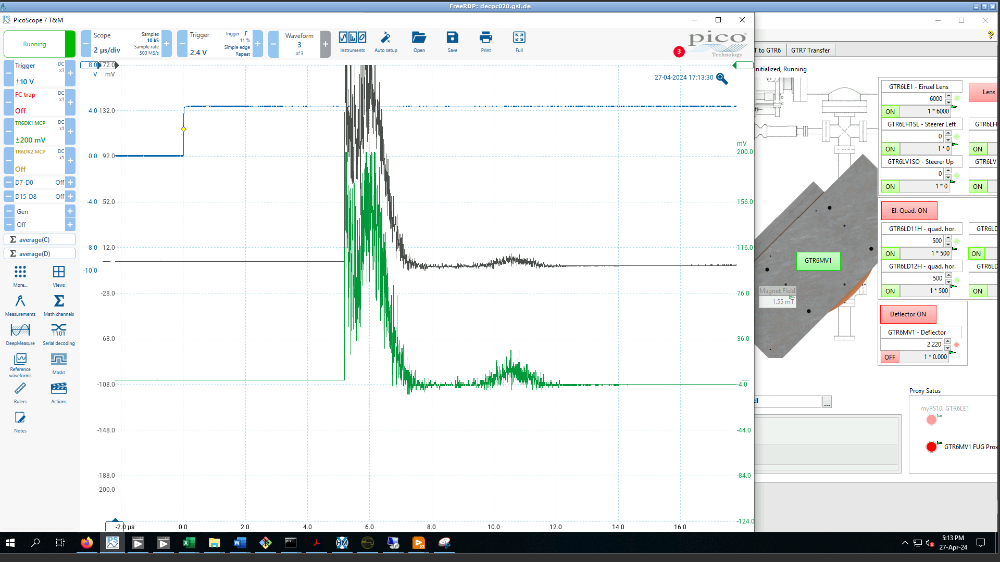 FreeRDP: decpc020.gsi.de
PicoScope 7 T&M
Running
Scope
2 µs/div
Samples
10 kS
Sample rate
500 MS/s
Trigger
2.4 V
Trigger
11 %
Simple edge
Repeat
Waveform
3
of 3
Instruments
Auto setup
Open
Save
Print
Full
3
pico
Technology
T to GTR6
GTR7 Transfer
Trigger
DC
x1
±10 V
FC trap
DC
x1
Off
TR6DK1 MCP
DC
x1
±200 mV
TR6DK2 MCP
DC
x1
Off
D7-D0
Off
D15-D8
Off
Gen
Off
Σ average(C)
Σ average(D)
More...
Views
Measurements
Math channels
DeepMeasure
1101
Serial decoding
Reference
waveforms
Masks
Rulers
Actions
Notes
8.0
172.0
V
mV
4.0
132.0
0.0
92.0
-4.0
52.0
-8.0
12.0
-10.0
-28.0
-68.0
-108.0
-148.0
-188.0
-200.0
27-04-2024 17:13:30
mV
200.0
156.0
116.0
76.0
36.0
-4.0
-44.0
-84.0
-124.0
-2.0 µs
0.0
2.0
4.0
6.0
8.0
10.0
12.0
14.0
16.0
nitialized, Running
GTR6LE1 - Einzel Lens
6000
ON
1 * 6000
Lens
GTR6LH1SL - Steerer Left
0
ON
1 * 0
GTR6LH
ON
GTR6LV1SO - Steerer Up
0
ON
1 * 0
GTR6LV
ON
El. Quad. ON
GTR6LD11H - quad. hor.
500
ON
1 * 500
GTR6LD
ON
GTR6LD12H - quad. hor.
500
ON
1 * 500
GTR6LD
ON
GTR6MV1
Magnet Field
1.55 mT
Deflector ON
GTR6MV1 - Deflector
2.220
OFF
1 * 0.000
dl
...
Proxy Satus
myPS10: GTR6LE1
GTR6MV1 FUG Prox
5:13 PM
27-Apr-24